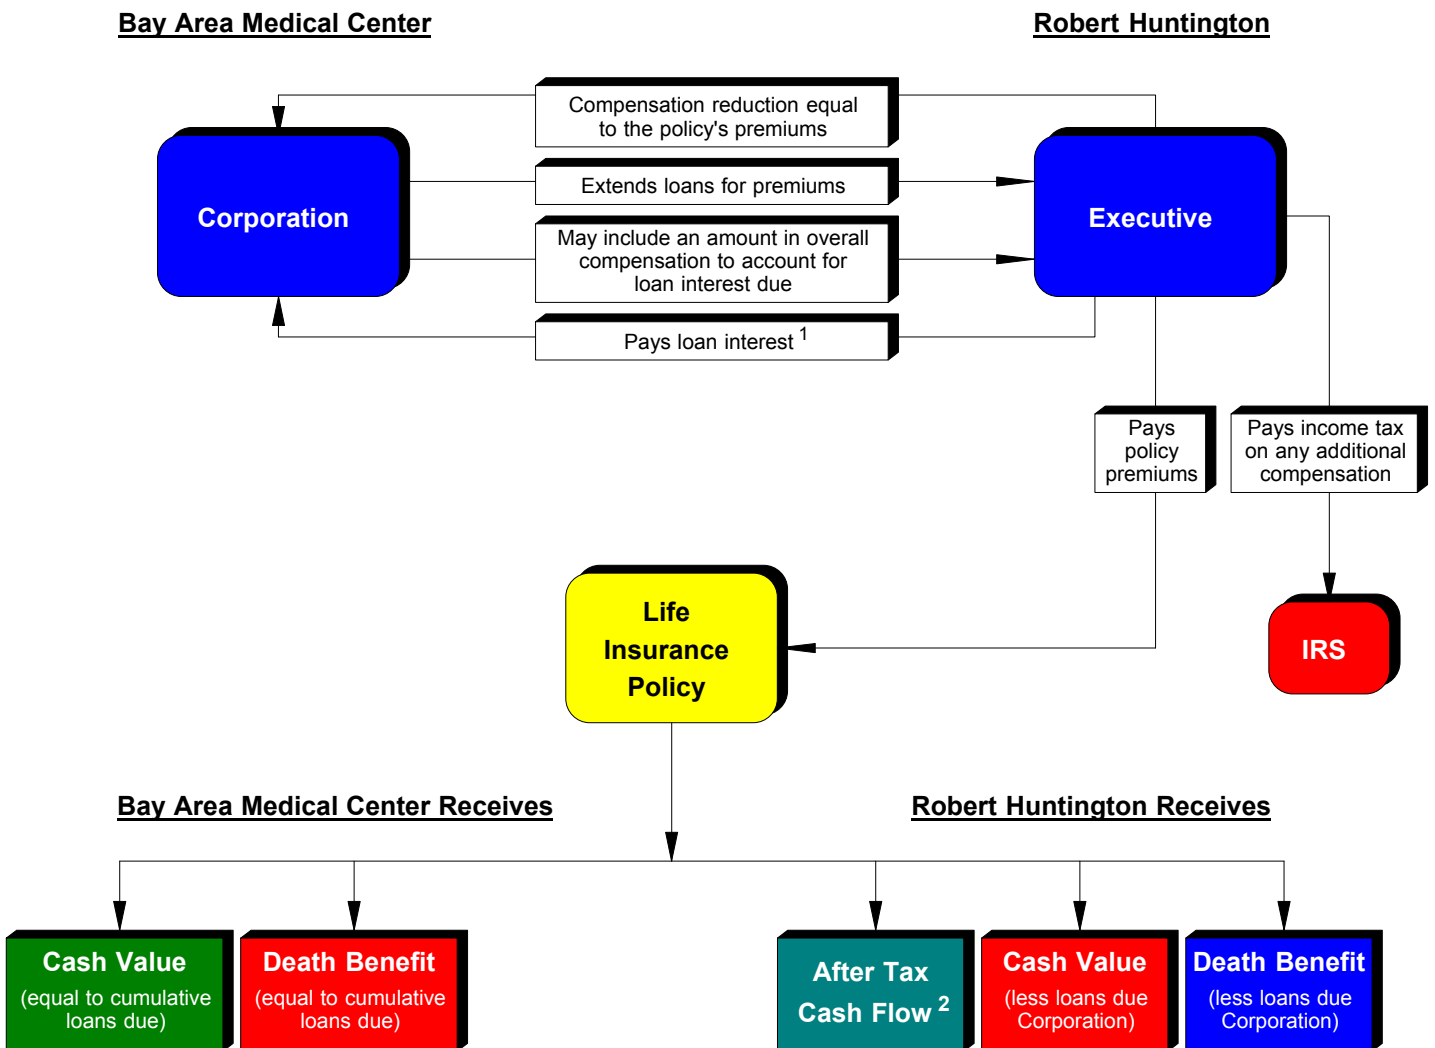 Bay Area Medical Center
Robert Huntington
Compensation reduction equal
to the policy's premiums
Corporation
Extends loans for premiums
Executive
May include an amount in overall
compensation to account for
loan interest due
Pays loan interest 1
Pays
policy
premiums
Pays income tax
on any additional
compensation
Life
Insurance
Policy
IRS
Bay Area Medical Center Receives
Robert Huntington Receives
Cash Value
(equal to cumulative
loans due)
Death Benefit
(equal to cumulative
loans due)
After Tax
Cash Flow 2
Cash Value
(less loans due
Corporation)
Death Benefit
(less loans due
Corporation)